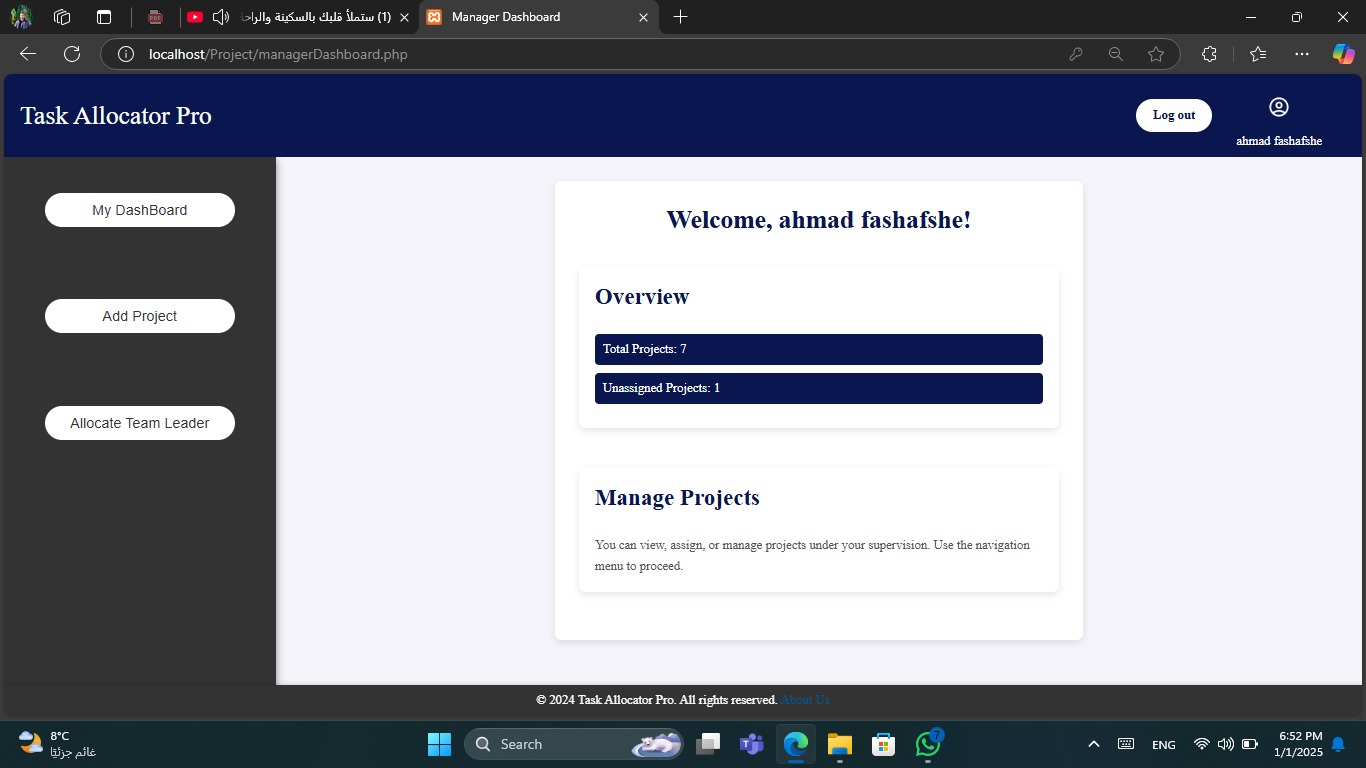 (1) ستملأ قلبك بالسكينة والراحة
Manager Dashboard
localhost/Project/managerDashboard.php
Task Allocator Pro
Log out
ahmad fashafshe
My DashBoard
Add Project
Allocate Team Leader
Welcome, ahmad fashafshe!
Overview
Total Projects: 7
Unassigned Projects: 1
Manage Projects
You can view, assign, or manage projects under your supervision. Use the navigation
menu to proceed.
© 2024 Task Allocator Pro. All rights reserved. About Us
8°C
غائم جزئيًا
Search
7
ENG
6:52 PM
1/1/2025